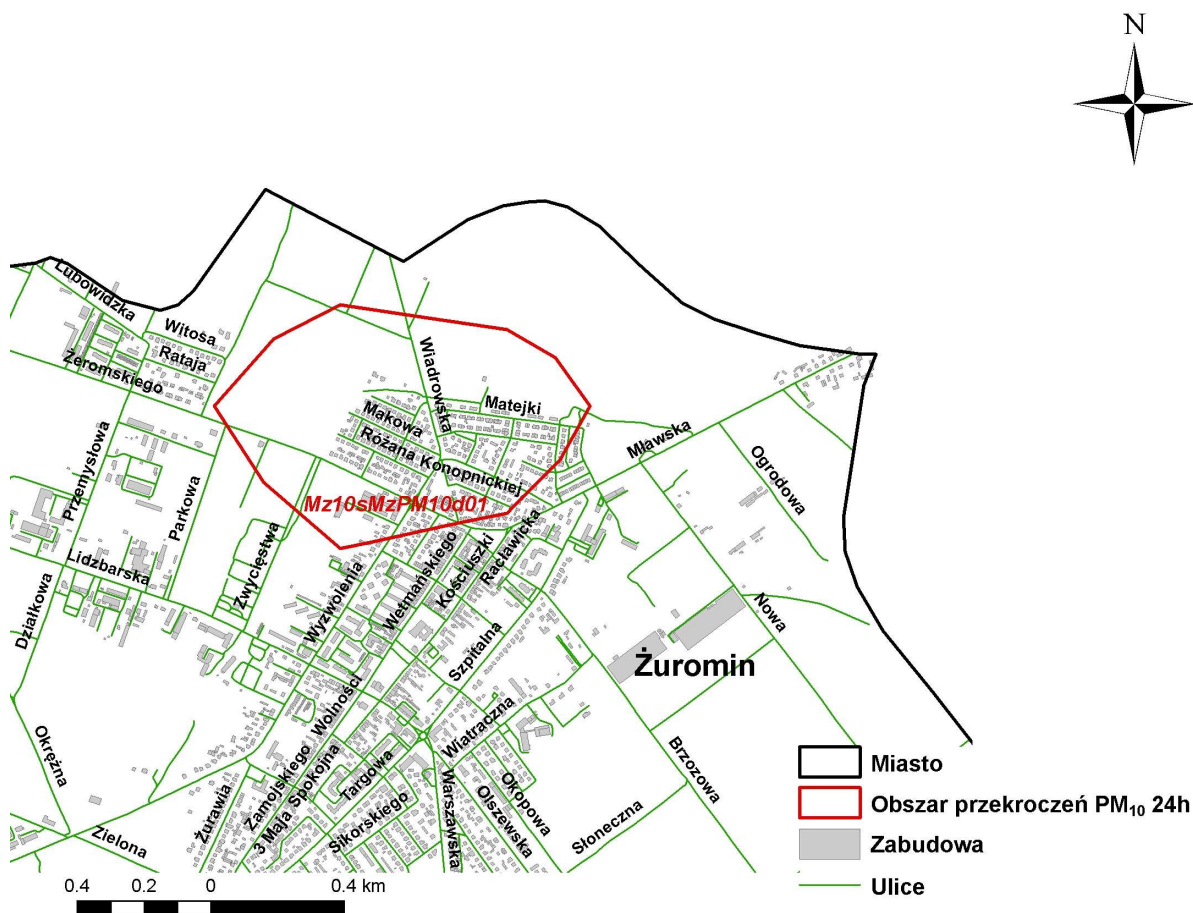 N
Lubowidzka
Witosa
Rataja
Żeromskiego
Wiadrowska
Matejki
Makowa
Różana Konopnickiej
Mławska
Ogrodowa
Przemysłowa
Parkowa
Mz10sMzPM10d01
Zwycięstwa
Lidzbarska
Działkowa
Wyzwolenia
Wetmańskiego
Kościuszki
Racławicka
Nowa
Szpitalna
Żuromin
Okrężna
Wolności
Wiatraczna
Brzozowa
Zamojskiego
Spokojna
Targowa
Okopowa
Olszewska
Warszawska
Żurawia
3 Maja
Sikorskiego
Słoneczna
Zielona
Miasto
Obszar przekroczeń PM₁₀ 24h
Zabudowa
Ulice
0.4 0.2 0 0.4 km